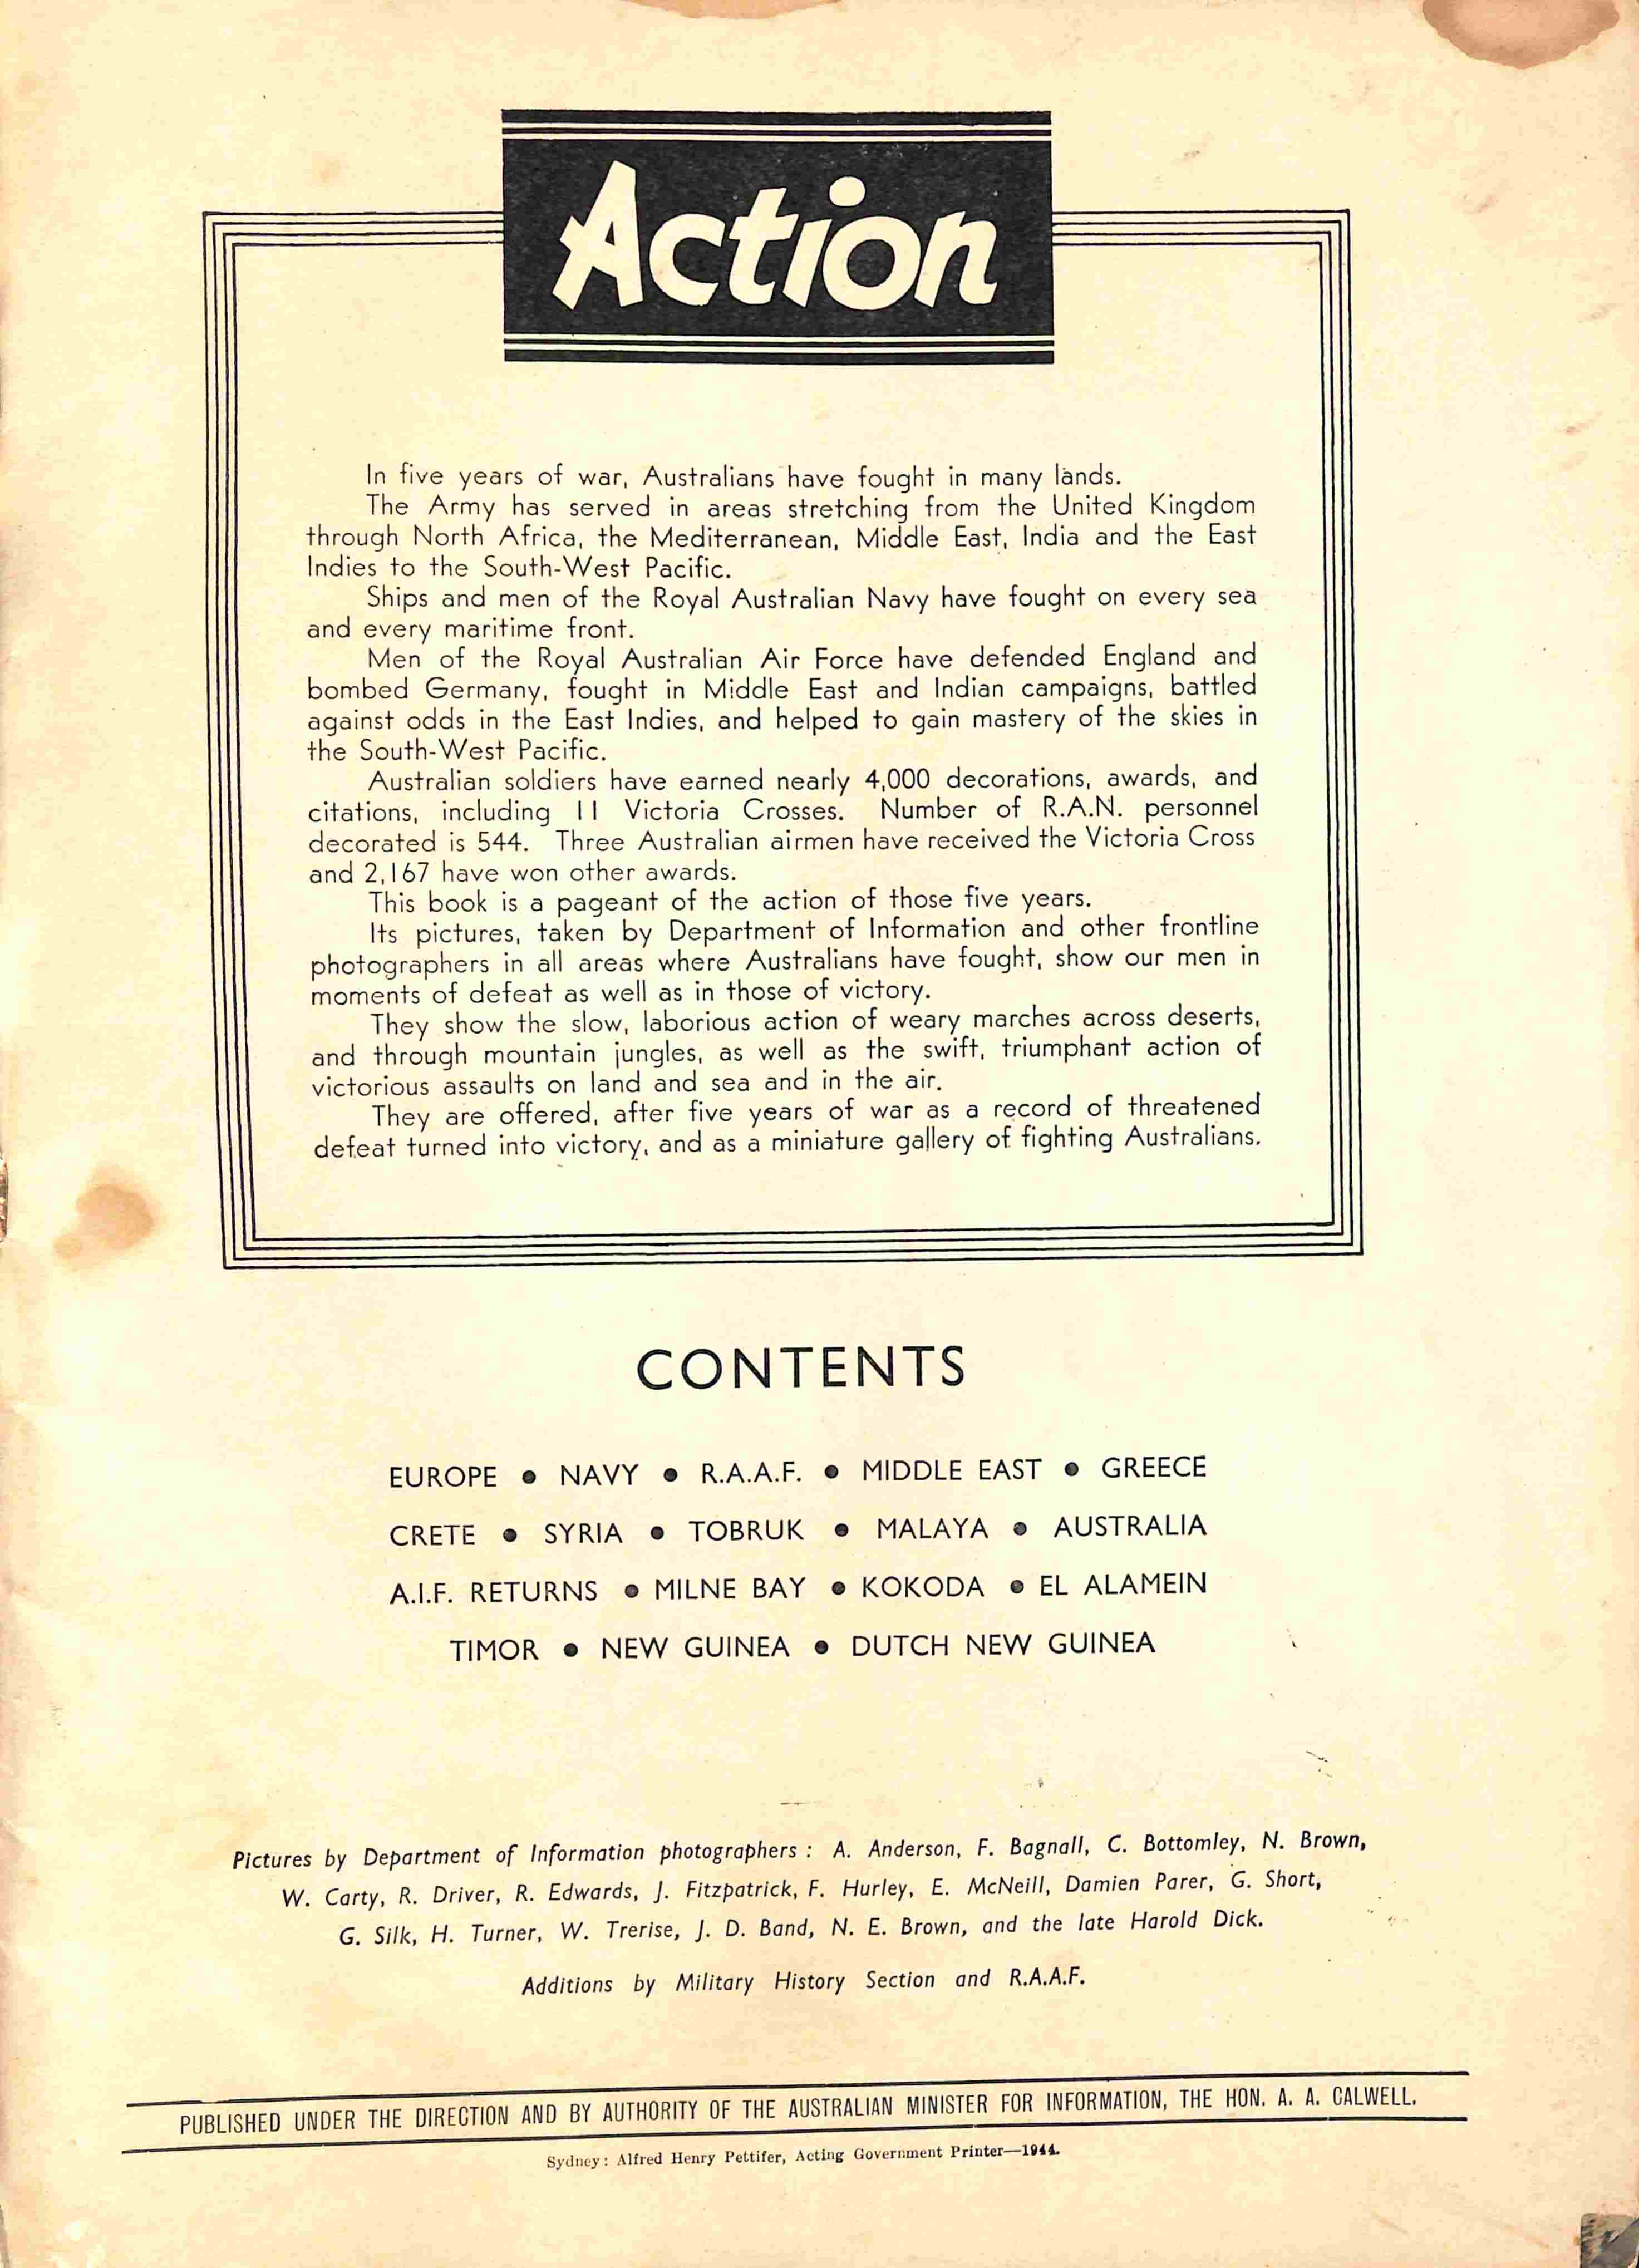 Action
In five years of war, Australians have fought in many lands.
The Army has served in areas stretching from the United Kingdom
through North Africa, the Mediterranean, Middle East, India and the East
Indies to the South-West Pacific.
Ships and men of the Royal Australian Navy have fought on every sea
and every maritime front.
Men of the Royal Australian Air Force have defended England and
bombed Germany, fought in Middle East and Indian campaigns, battled
against odds in the East Indies, and helped to gain mastery of the skies in
the South-West Pacific.
Australian soldiers have earned nearly 4,000 decorations, awards, and
citations, including 11 Victoria Crosses. Number of R.A.N. personnel
decorated is 544. Three Australian airmen have received the Victoria Cross
and 2,167 have won other awards.
This book is a pageant of the action of those five years.
Its pictures, taken by Department of Information and other frontline
photographers in all areas where Australians have fought, show our men in
moments of defeat as well as in those of victory.
They show the slow, laborious action of weary marches across deserts,
and through mountain jungles, as well as the swift, triumphant action of
victorious assaults on land and sea and in the air.
They are offered, after five years of war as a record of threatened
defeat turned into victory, and as a miniature gallery of fighting Australians.
CONTENTS
EUROPE ● NAVY ● R.A.A.F. ● MIDDLE EAST ● GREECE
CRETE ● SYRIA ● TOBRUK ● MALAYA ● AUSTRALIA
A.I.F. RETURNS ● MILNE BAY ● KOKODA ● EL ALAMEIN
TIMOR ● NEW GUINEA ● DUTCH NEW GUINEA
Pictures by Department of Information photographers : A. Anderson, F. Bagnall, C. Bottomley, N. Brown,
W. Carty, R. Driver, R. Edwards, J. Fitzpatrick, F. Hurley, E. McNeill, Damien Parer, G. Short,
G. Silk, H. Turner, W. Trerise, J. D. Band, N. E. Brown, and the late Harold Dick.
Additions by Military History Section and R.A.A.F.
PUBLISHED UNDER THE DIRECTION AND BY AUTHORITY OF THE AUSTRALIAN MINISTER FOR INFORMATION, THE HON. A. A. CALWELL.
Sydney: Alfred Henry Pettifer, Acting Government Printer—1944.